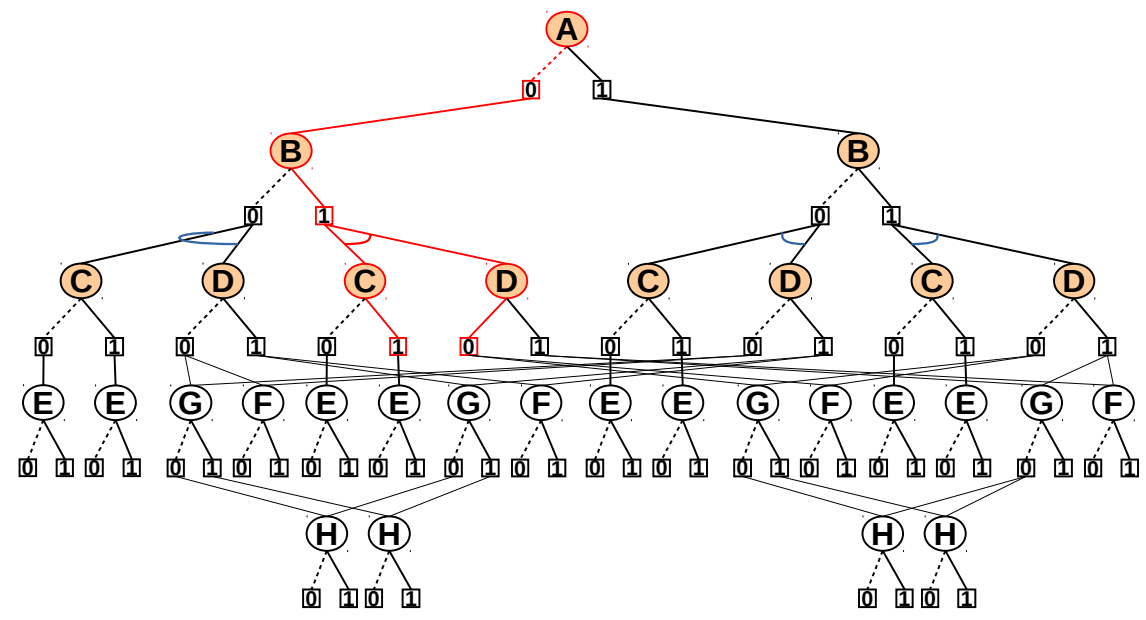 A
0 1
B B
0 1 0 1
C D C D C D C D
0 1 0 1 0 1 0 1 0 1 0 1 0 1 0 1
E E G F E E G F E E G F E E G F
0 1 0 1 0 1 0 1 0 1 0 1 0 1 0 1 0 1 0 1 0 1 0 1 0 1 0 1 0 1 0 1
H H H H
0 1 0 1 0 1 0 1